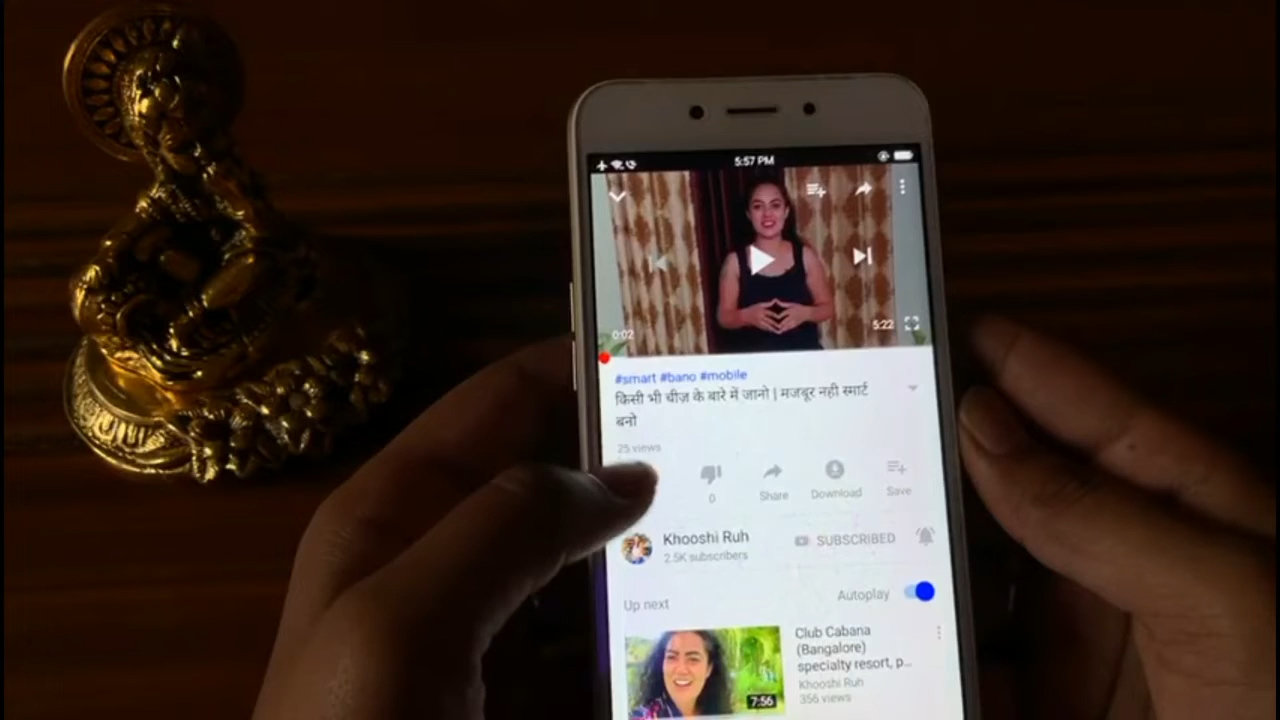 5:57 PM
0:02
5:22
#smart #bano #mobile
किसी भी चीज़ के बारे में जानो | मजबूर नही स्मार्ट
बनो
25 views
0
Share
Download
Save
Khooshi Ruh
SUBSCRIBED
2.5K subscribers
Autoplay
Up next
Club Cabana
(Bangalore)
specialty resort, p...
Khooshi Ruh
356 views
7:56